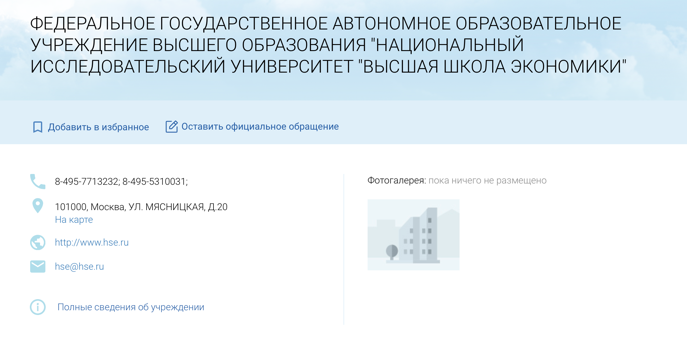 ФЕДЕРАЛЬНОЕ ГОСУДАРСТВЕННОЕ АВТОНОМНОЕ ОБРАЗОВАТЕЛЬНОЕ
УЧРЕЖДЕНИЕ ВЫСШЕГО ОБРАЗОВАНИЯ "НАЦИОНАЛЬНЫЙ
ИССЛЕДОВАТЕЛЬСКИЙ УНИВЕРСИТЕТ "ВЫСШАЯ ШКОЛА ЭКОНОМИКИ"
Добавить в избранное Оставить официальное обращение
8-495-7713232; 8-495-5310031;
101000, Москва, УЛ. МЯСНИЦКАЯ, Д.20
На карте
http://www.hse.ru
hse@hse.ru
Полные сведения об учреждении
Фотогалерея: пока ничего не размещено